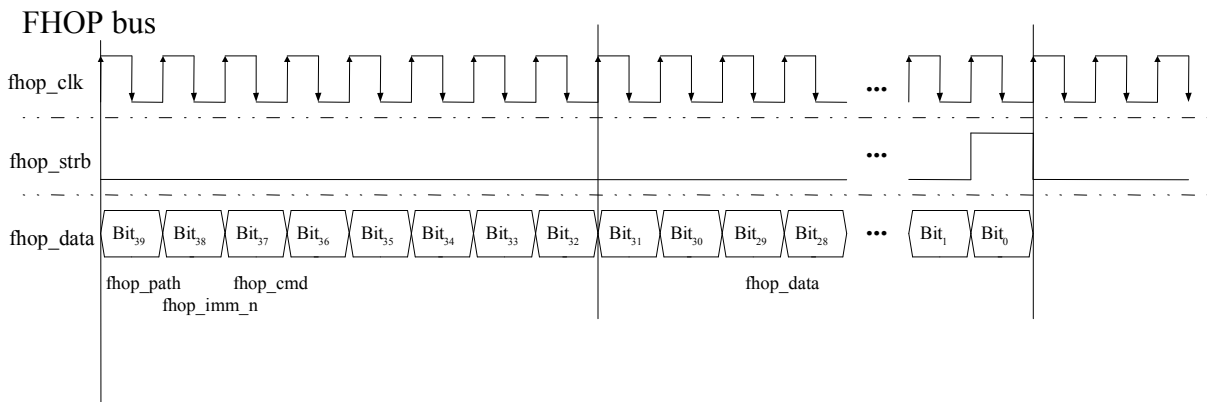 FHOP bus
fhop_clk
•••
fhop_strb
•••
fhop_data Bit39 Bit38 Bit37 Bit36 Bit35 Bit34 Bit33 Bit32 Bit31 Bit30 Bit29 Bit28 ••• Bit1 Bit0
fhop_path fhop_cmd fhop_data
fhop_imm_n